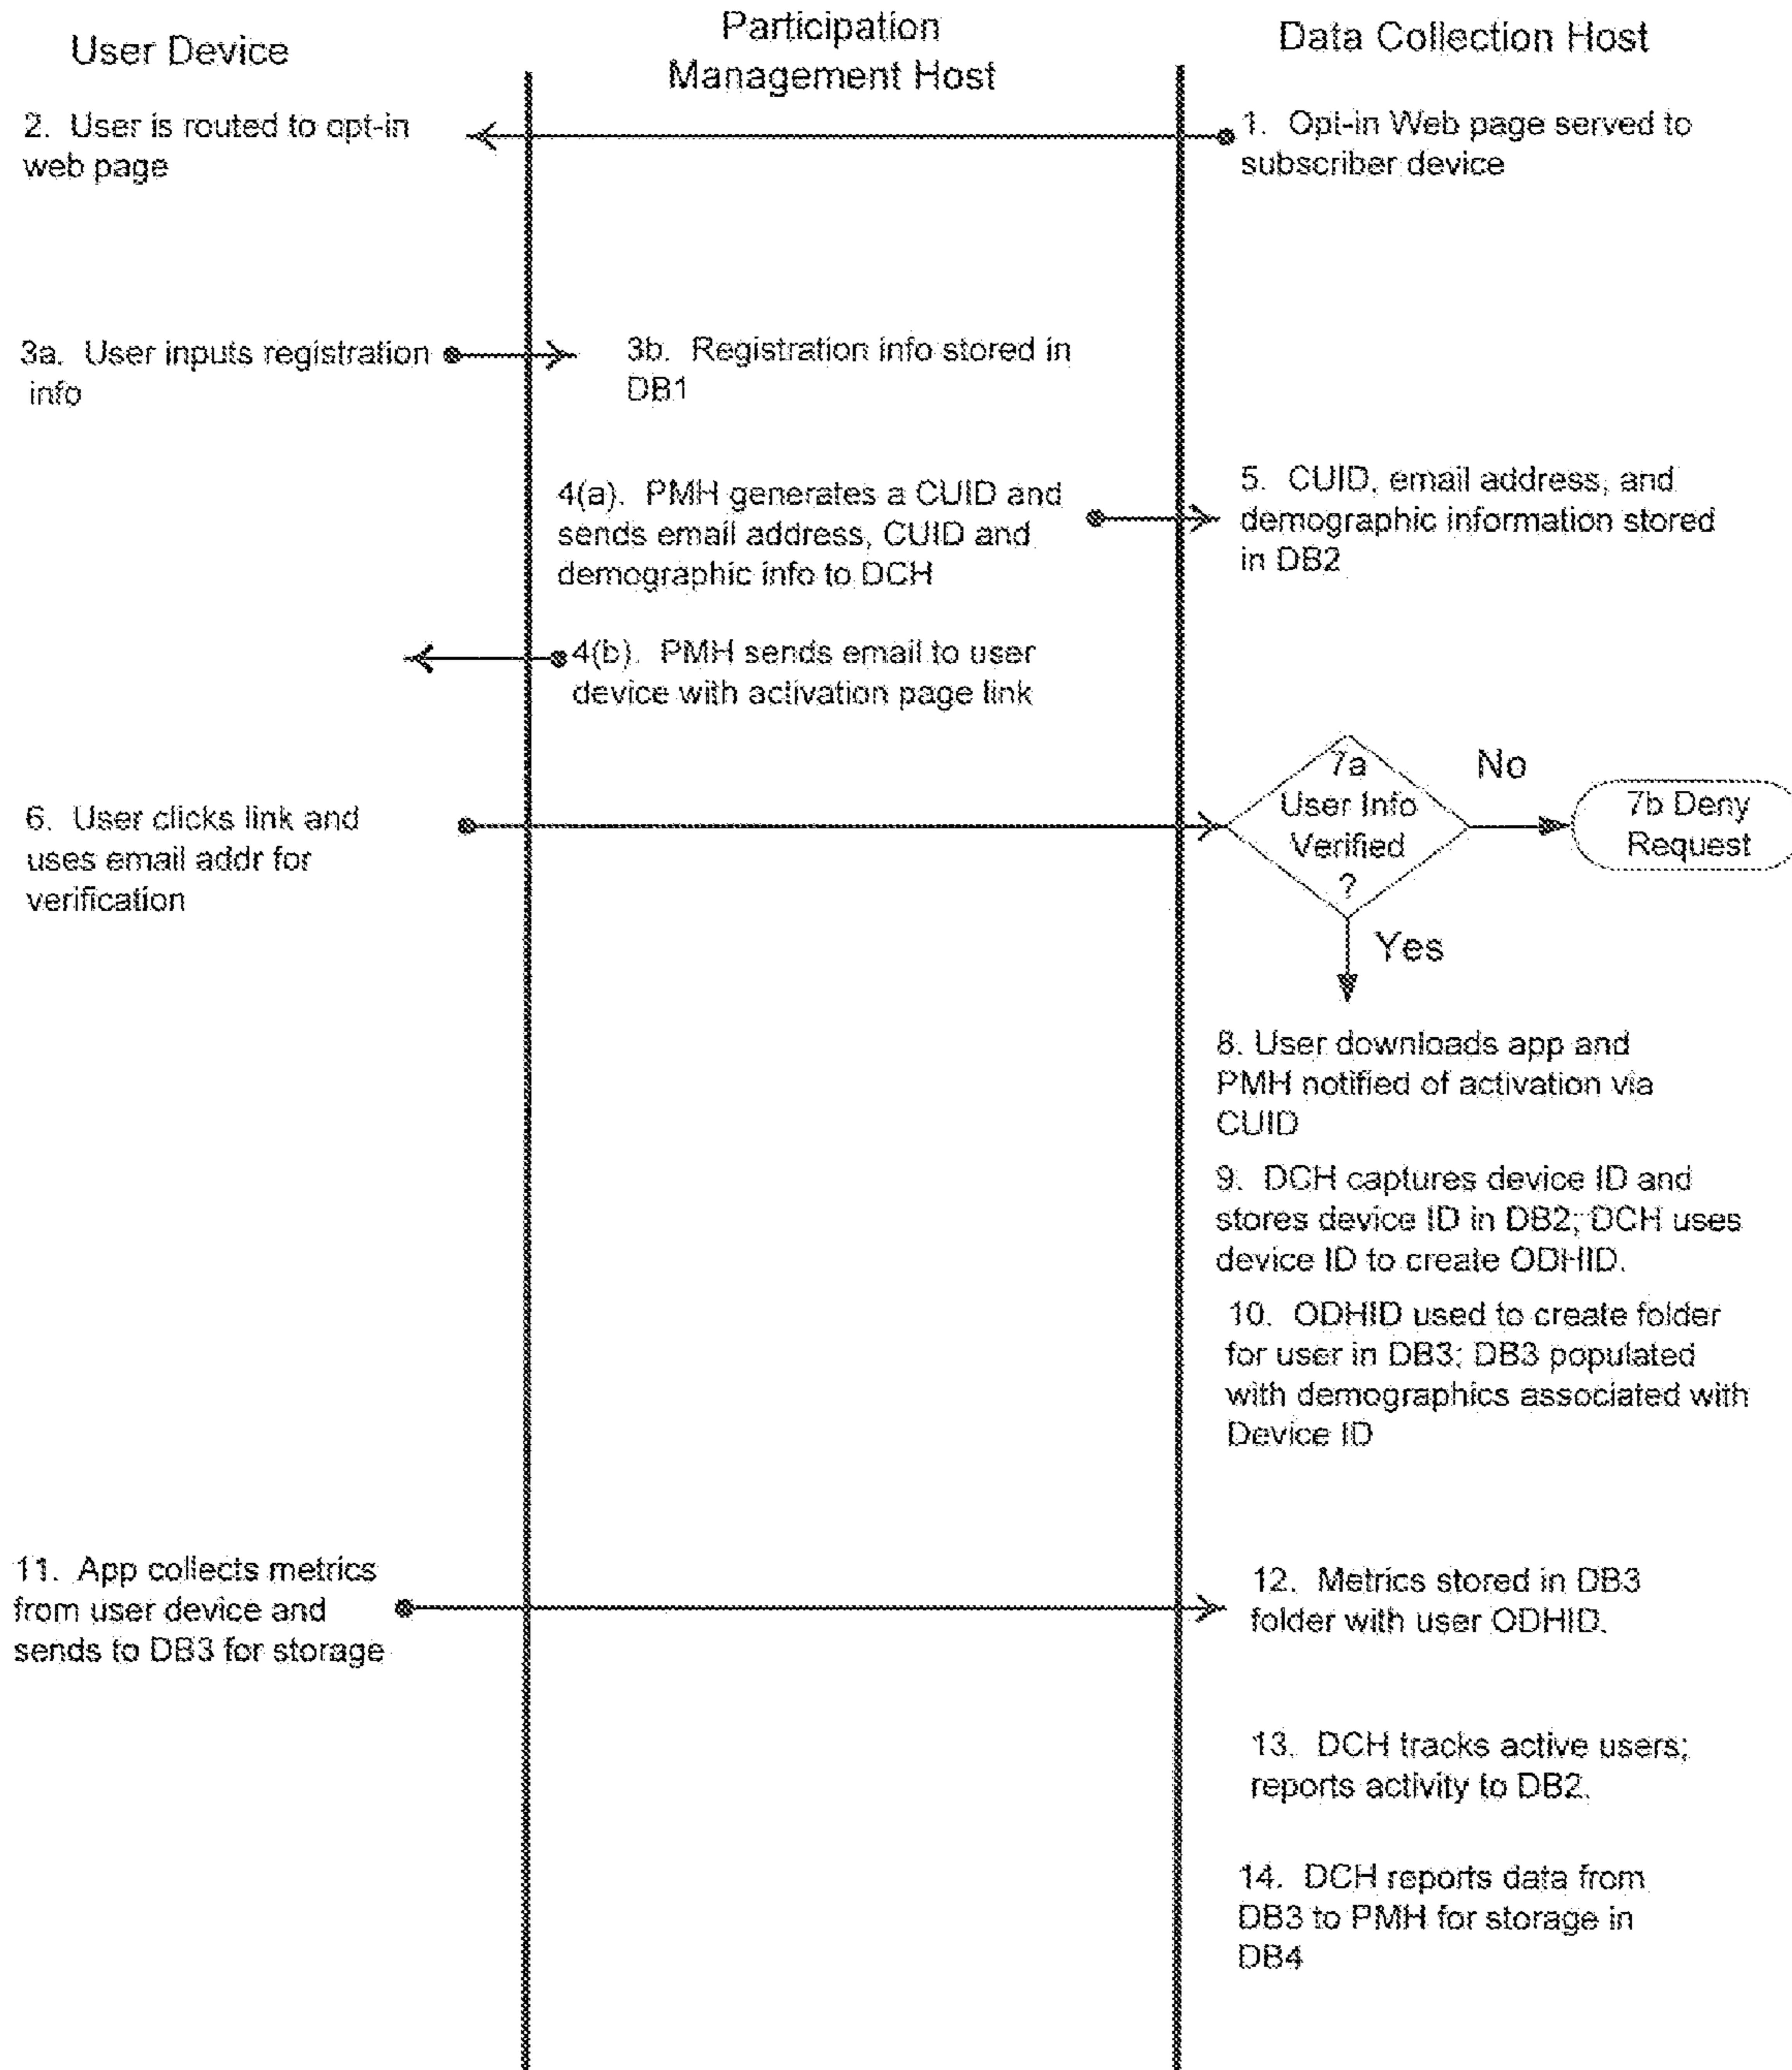 User Device
Participation
Management Host
Data Collection Host
2. User is routed to opt-in
web page
1. Opt-in Web page served to
subscriber device
3a. User inputs registration
info
3b. Registration info stored in
DB1
4(a). PMH generates a CUID and
sends email address, CUID and
demographic info to DCH
5. CUID, email address, and
demographic information stored
in DB2
4(b). PMH sends email to user
device with activation page link
6. User clicks link and
uses email addr for
verification
7a
User Info
Verified
?
No
7b Deny
Request
Yes
8. User downloads app and
PMH notified of activation via
CUID
9. DCH captures device ID and
stores device ID in DB2; DCH uses
device ID to create ODHID.
10. ODHID used to create folder
for user in DB3; DB3 populated
with demographics associated with
Device ID
11. App collects metrics
from user device and
sends to DB3 for storage
12. Metrics stored in DB3
folder with user ODHID.
13. DCH tracks active users;
reports activity to DB2.
14. DCH reports data from
DB3 to PMH for storage in
DB4